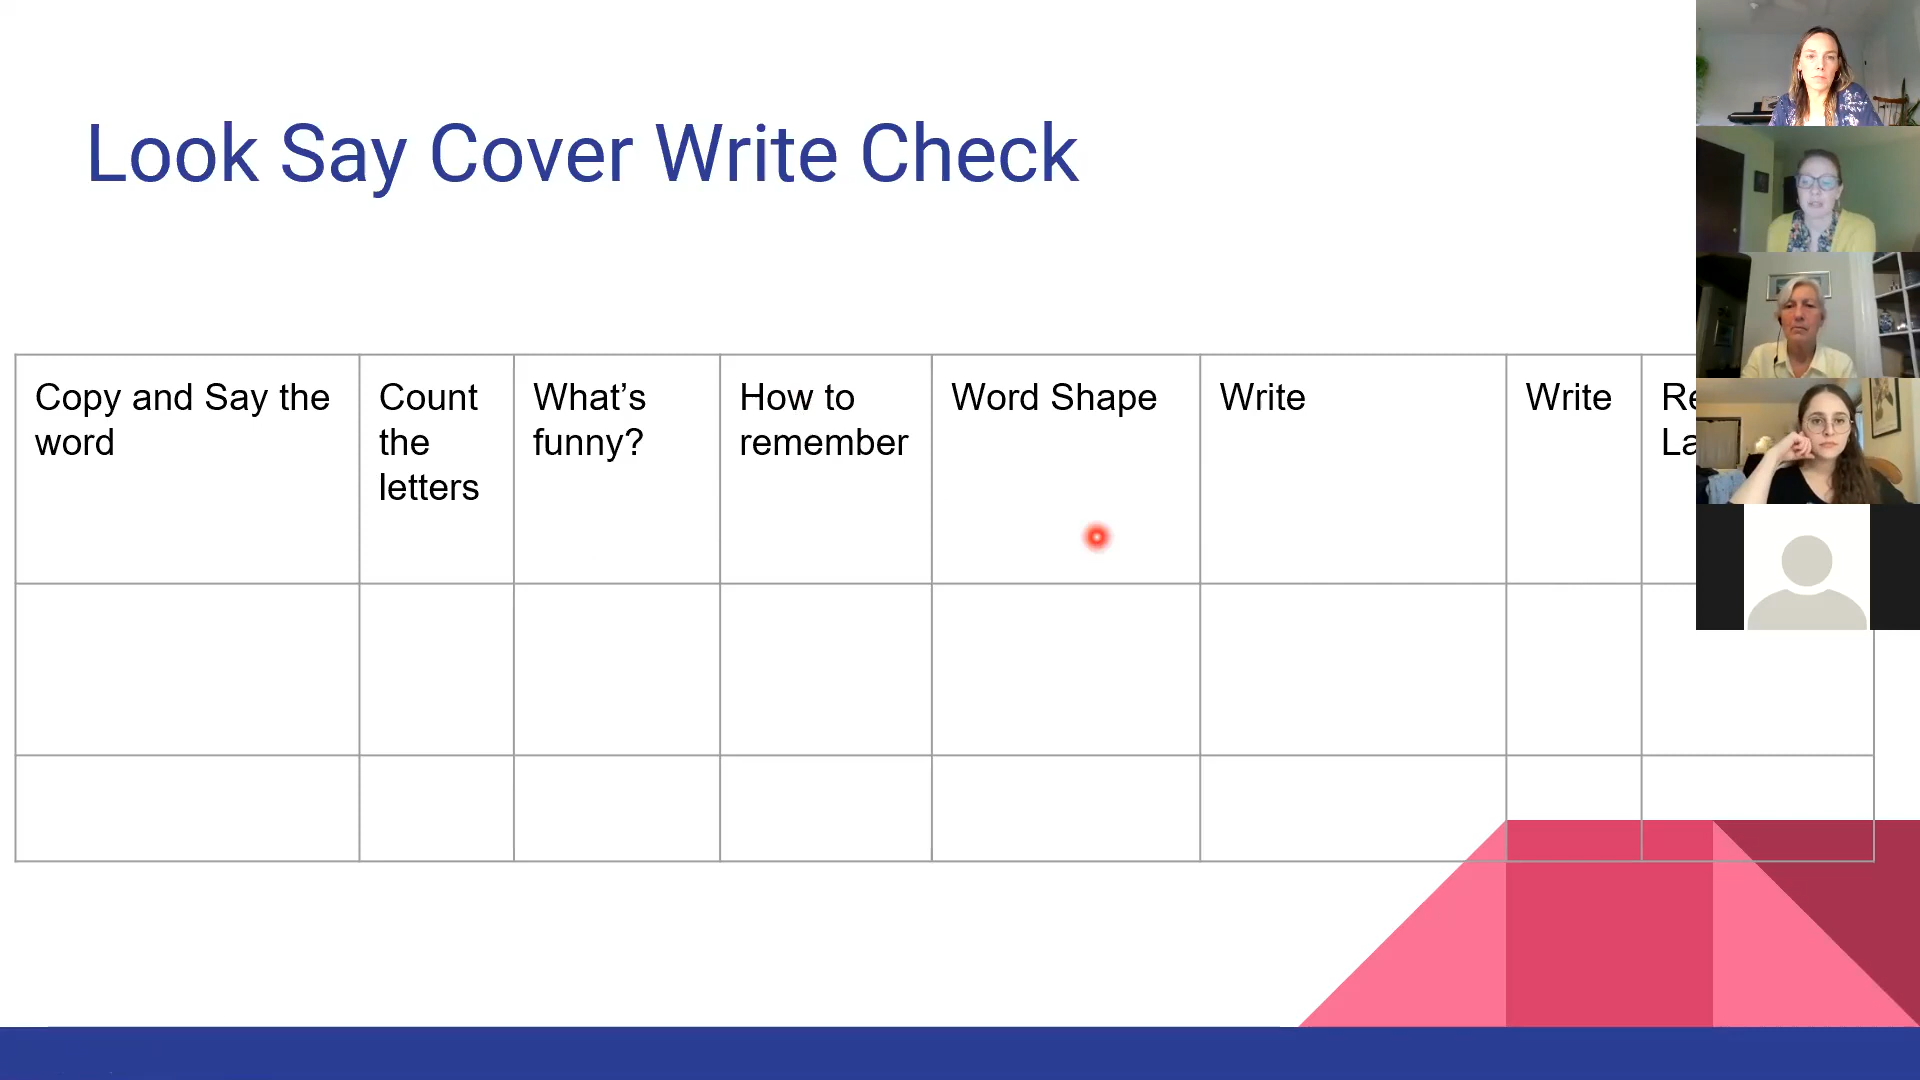 Look Say Cover Write Check
Copy and Say the
word
Count
the
letters
What's
funny?
How to
remember
Word Shape
Write
Write